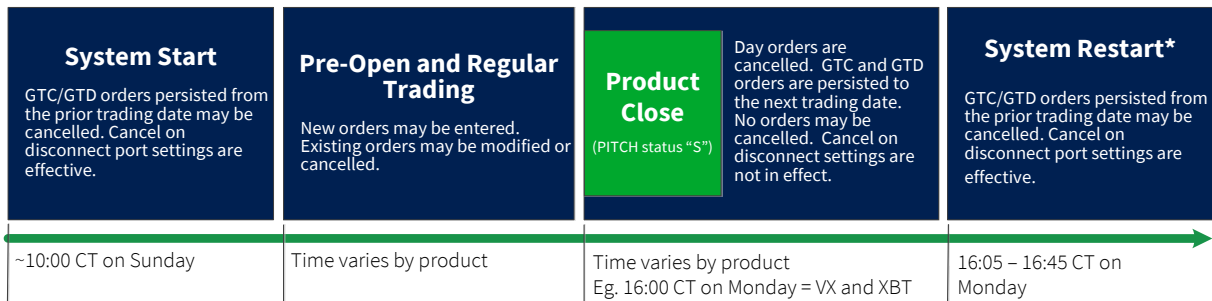 System Start
GTC/GTD orders persisted from
the prior trading date may be
cancelled. Cancel on
disconnect port settings are
effective.
Pre-Open and Regular
Trading
New orders may be entered.
Existing orders may be modified or
cancelled.
Product
Close
(PITCH status “S”)
Day orders are
cancelled. GTC and GTD
orders are persisted to
the next trading date.
No orders may be
cancelled. Cancel on
disconnect settings are
not in effect.
System Restart*
GTC/GTD orders persisted from
the prior trading date may be
cancelled. Cancel on
disconnect port settings are
effective.
~10:00 CT on Sunday
Time varies by product
Time varies by product
Eg. 16:00 CT on Monday = VX and XBT
16:05 – 16:45 CT on
Monday